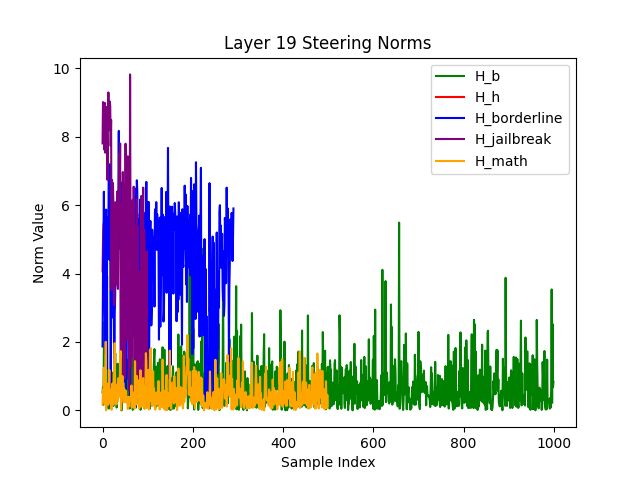 Layer 19 Steering Norms
10
8
6
4
2
0
Norm Value
0 200 400 600 800 1000
Sample Index
H_b
H_h
H_borderline
H_jailbreak
H_math